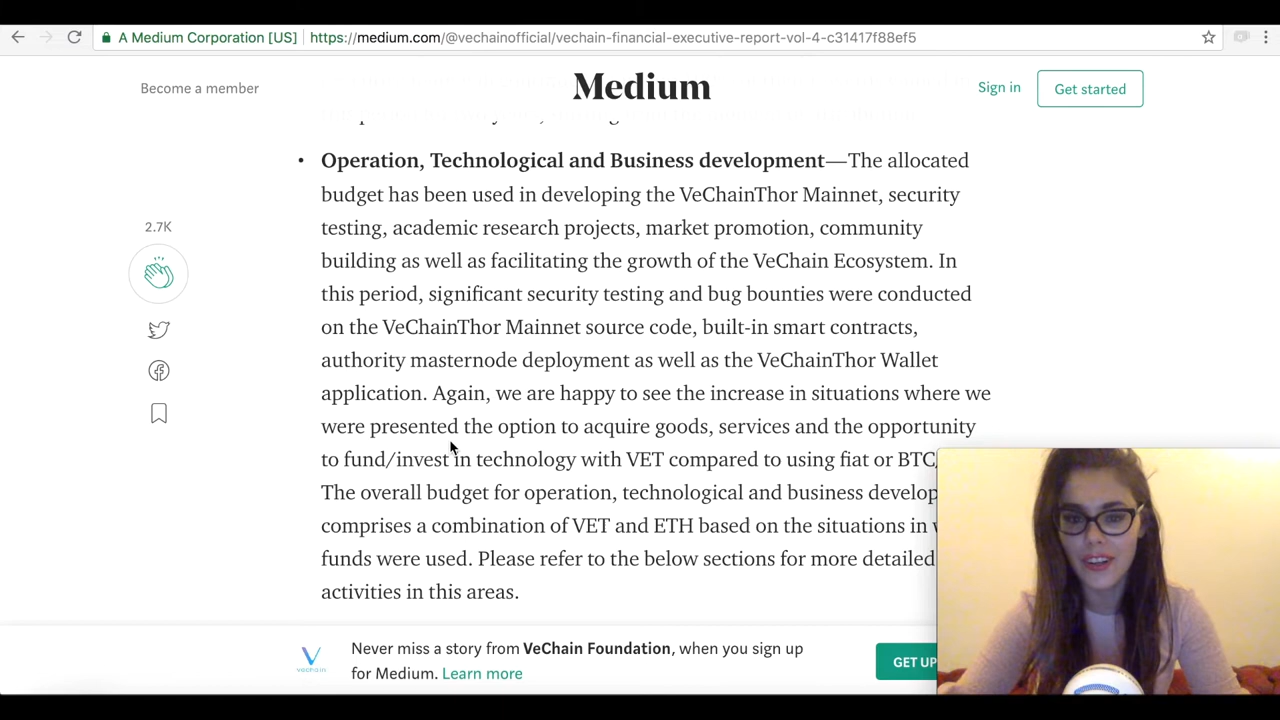 A Medium Corporation [US]
https://medium.com/@vechainofficial/vechain-financial-executive-report-vol-4-c31417f88ef5
Become a member
Medium
Sign in
Get started
• Operation, Technological and Business development—The allocated
budget has been used in developing the VeChainThor Mainnet, security
testing, academic research projects, market promotion, community
building as well as facilitating the growth of the VeChain Ecosystem. In
this period, significant security testing and bug bounties were conducted
on the VeChainThor Mainnet source code, built-in smart contracts,
authority masternode deployment as well as the VeChainThor Wallet
application. Again, we are happy to see the increase in situations where we
were presented the option to acquire goods, services and the opportunity
to fund/invest in technology with VET compared to using fiat or BTC/
The overall budget for operation, technological and business develop
comprises a combination of VET and ETH based on the situations in
funds were used. Please refer to the below sections for more detailed
activities in this areas.
2.7K
Never miss a story from VeChain Foundation, when you sign up
for Medium. Learn more
GET UP
vechain